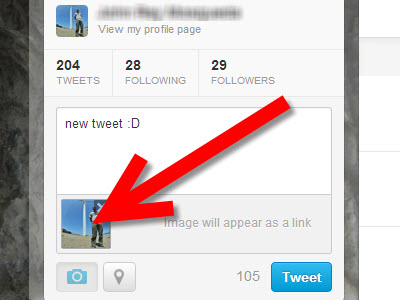 View my profile page
204 28 29
TWEETS FOLLOWING FOLLOWERS
new tweet :D
Image will appear as a link
105 Tweet